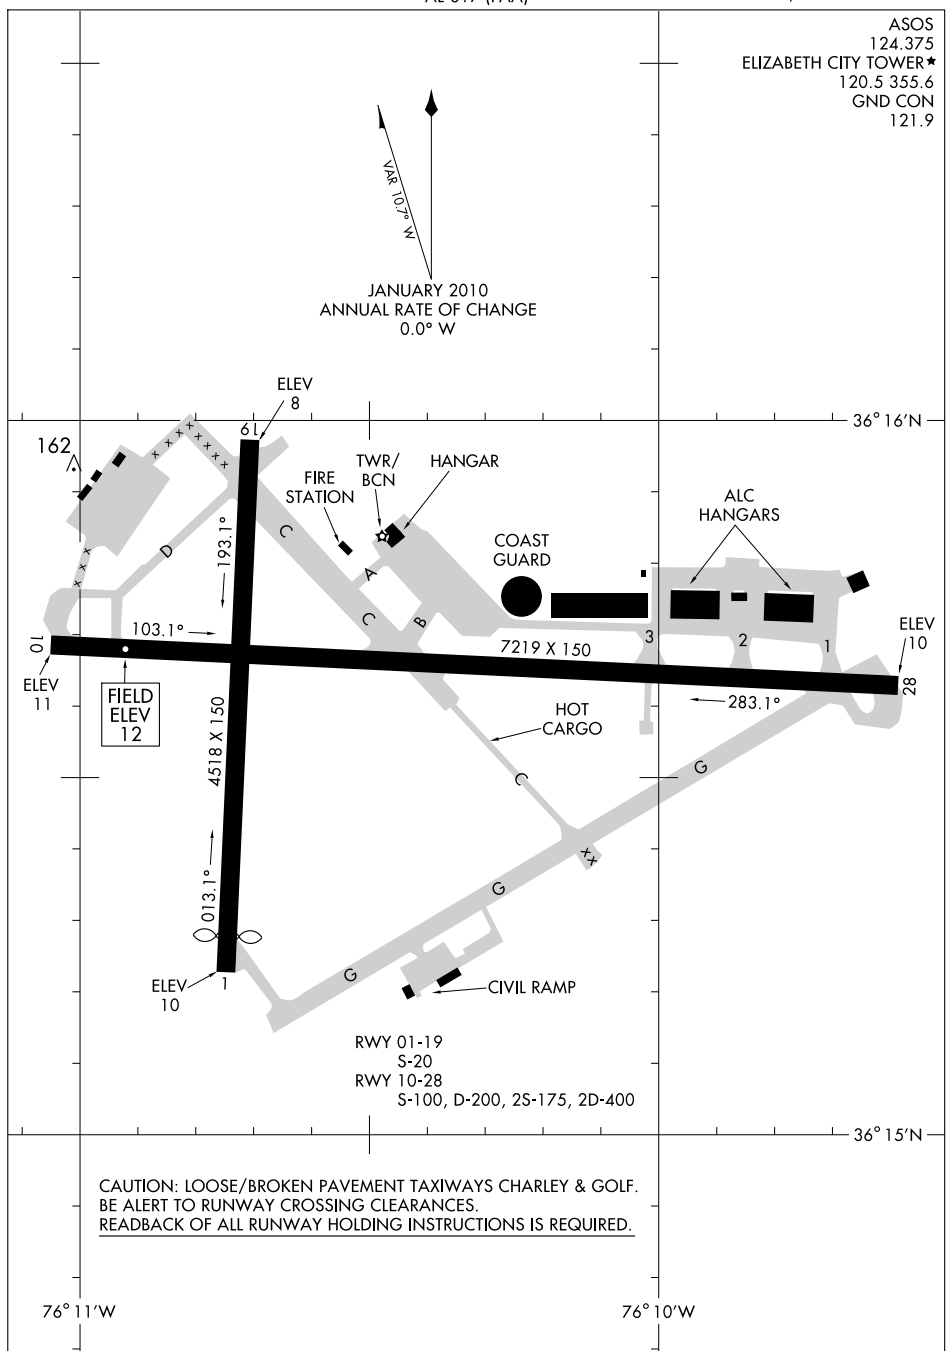 ASOS
124.375
ELIZABETH CITY TOWER★
120.5 355.6
GND CON
121.9
VAR 10.7° W
JANUARY 2010
ANNUAL RATE OF CHANGE
0.0° W
ELEV
8
36° 16'N
19
162
FIRE
STATION
TWR/
BCN
HANGAR
ALC
HANGARS
COAST
GUARD
C
D
A
C
B
193.1°
103.1°
7219 X 150
3
2
1
ELEV
10
10
ELEV
11
FIELD
ELEV
12
28
283.1°
HOT
CARGO
4518 X 150
C
G
G
G
013.1°
1
ELEV
10
CIVIL RAMP
RWY 01-19
S-20
RWY 10-28
S-100, D-200, 2S-175, 2D-400
36° 15'N
CAUTION: LOOSE/BROKEN PAVEMENT TAXIWAYS CHARLEY & GOLF.
BE ALERT TO RUNWAY CROSSING CLEARANCES.
READBACK OF ALL RUNWAY HOLDING INSTRUCTIONS IS REQUIRED.
76° 11'W
76° 10'W